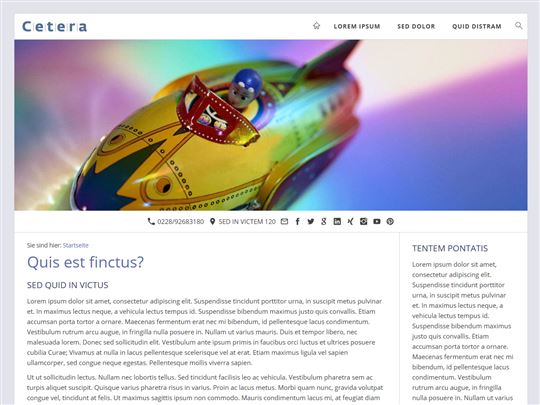 Cetera
LOREM IPSUM SED DOLOR QUID DISTRAM
0228/92683180 SED IN VICTEM 120
Sie sind hier: Startseite
Quis est finctus?
SED QUID IN VICTUS
Lorem ipsum dolor sit amet, consectetur adipiscing elit. Suspendisse tincidunt porttitor urna, in suscipit metus pulvinar
et. In maximus lectus neque, a vehicula lectus tempus eu. Suspendisse bibendum maximus justo quis convallis. Etiam
accumsan porta tortor a ornare. Maecenas fermentum erat nec mi bibendum, id pellentesque lacus condimentum.
Vestibulum rutrum arcu augue, in fringilla nulla posuere in. Nullam ut varius mauris. Duis et tempor libero, nec
malesuada lorem. Donec sed sollicitudin elit. Vestibulum ante ipsum primis in faucibus orci luctus et ultrices posuere
cubilia Curae; Vivamus at nulla in lacus pellentesque scelerisque vel at erat. Etiam maximus ligula vel sapien
ullamcorper, sed congue neque egestas. Pellentesque mollis viverra sapien.
Ut ut sollicitudin lectus. Nullam nec lobortis tellus. Sed tincidunt facilisis leo ac vehicula. Vestibulum pharetra sem ac
turpis aliquet suscipit. Quisque varius pharetra risus in varius. Proin ac lacus metus. Morbi quam nunc, gravida volutpat
congue vel, tincidunt at felis. Ut maximus sagittis ipsum non commodo. Mauris condimentum lacus mi, at feugiat diam
TENTEM PONTATIS
Lorem ipsum dolor sit amet,
consectetur adipiscing elit.
Suspendisse tincidunt porttitor
urna, in suscipit metus pulvinar
et. In maximus lectus neque, a
vehicula lectus tempus eu.
Suspendisse bibendum maximus
justo quis convallis. Etiam
accumsan porta tortor a ornare.
Maecenas fermentum erat nec mi
bibendum, id pellentesque lacus
condimentum. Vestibulum
rutrum arcu augue, in fringilla
nulla posuere in. Nullam ut varius